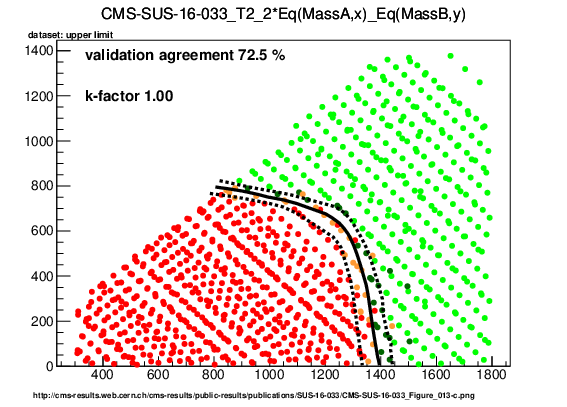 CMS-SUS-16-033_T2_2*Eq(MassA,x)_Eq(MassB,y)
dataset: upper limit
validation agreement 72.5 %
k-factor 1.00
1400
1200
1000
800
600
400
200
0
400 600 800 1000 1200 1400 1600 1800
http://cms-results.web.cern.ch/cms-results/public-results/publications/SUS-16-033/CMS-SUS-16-033_Figure_013-c.png